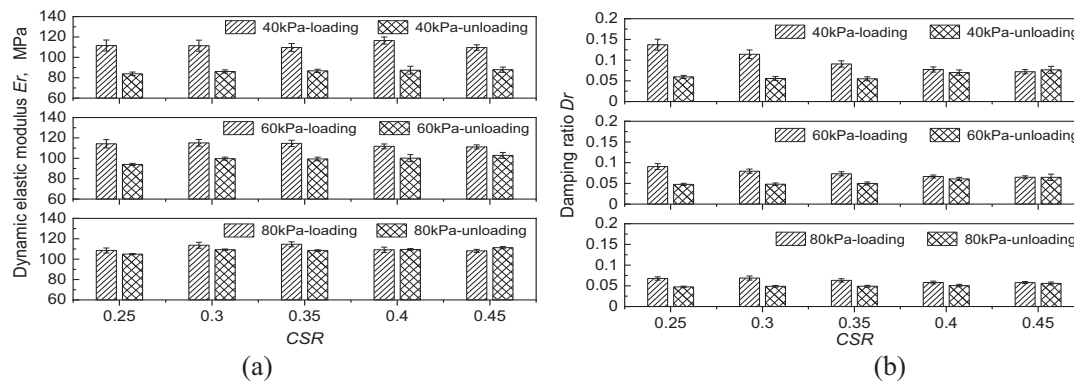 140
120
100
80
60
40kPa-loading 40kPa-unloading
140
120
100
80
60
60kPa-loading 60kPa-unloading
140
120
100
80
60
80kPa-loading 80kPa-unloading
Dynamic elastic modulus Er, MPa
0.25 0.3 0.35 0.4 0.45
CSR
(a)
0.2
0.15
0.1
0.05
0
40kPa-loading 40kPa-unloading
0.2
0.15
0.1
0.05
0
60kPa-loading 60kPa-unloading
0.2
0.15
0.1
0.05
0
80kPa-loading 80kPa-unloading
Damping ratio Dr
0.25 0.3 0.35 0.4 0.45
CSR
(b)